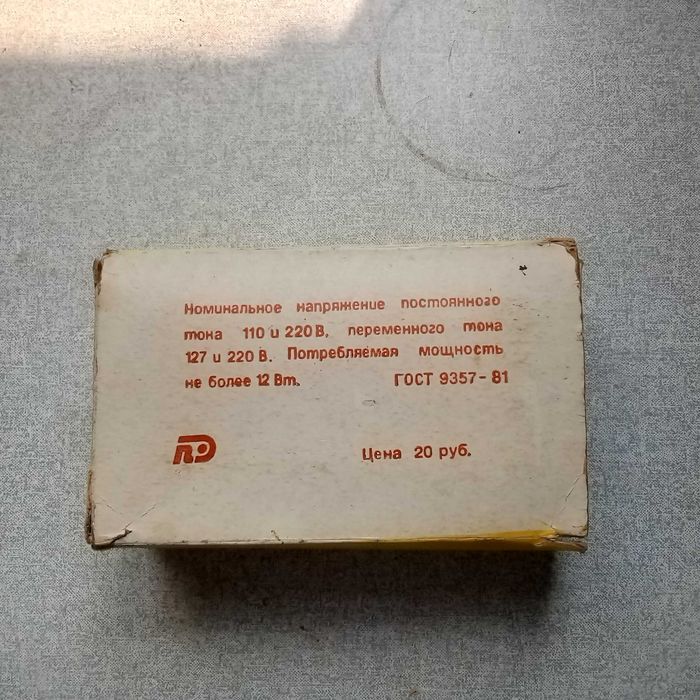 Номинальное напряжение постоянного
тока 110 и 220 В, переменного тока
127 и 220 В. Потребляемая мощность
не более 12 Вт. ГОСТ 9357-81
Цена 20 руб.